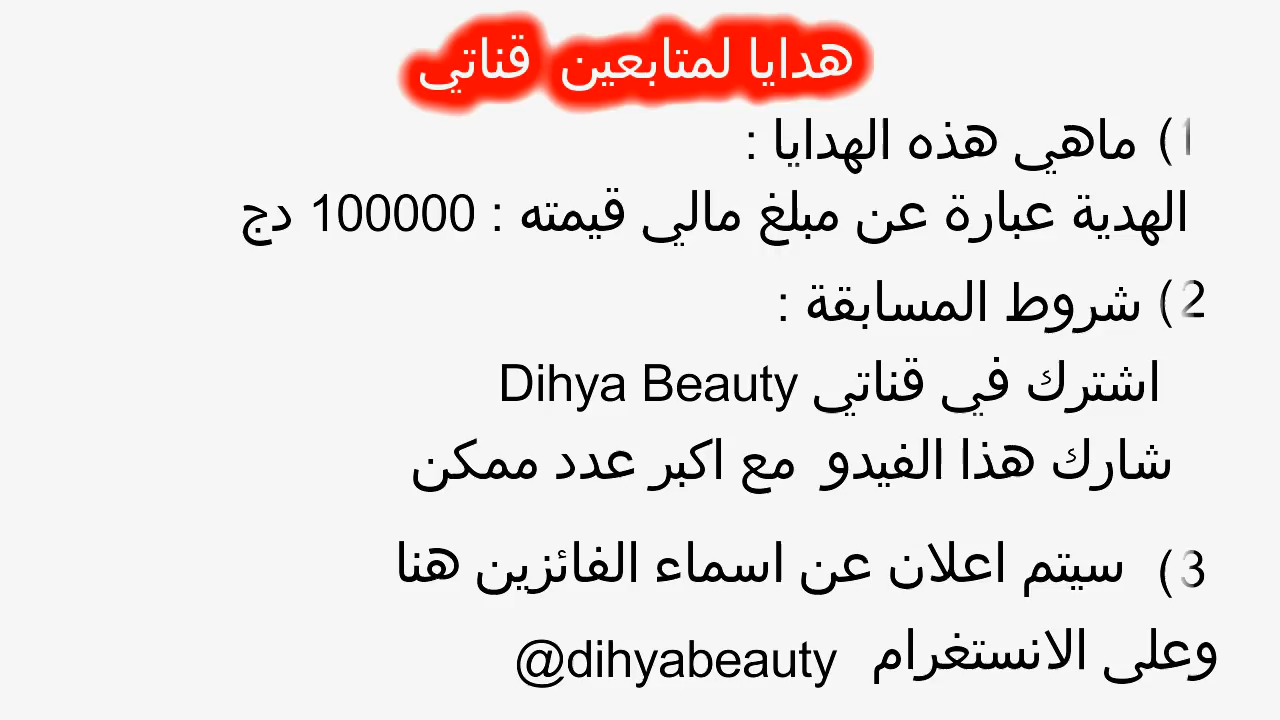 هدايا لمتابعين قناتي
1) ماهي هذه الهدايا :
الهدية عبارة عن مبلغ مالي قيمته : 100000 دج
2) شروط المسابقة :
اشترك في قناتي Dihya Beauty
شارك هذا الفيدو مع اكبر عدد ممكن
3) سيتم اعلان عن اسماء الفائزين هنا
وعلى الانستغرام @dihyabeauty